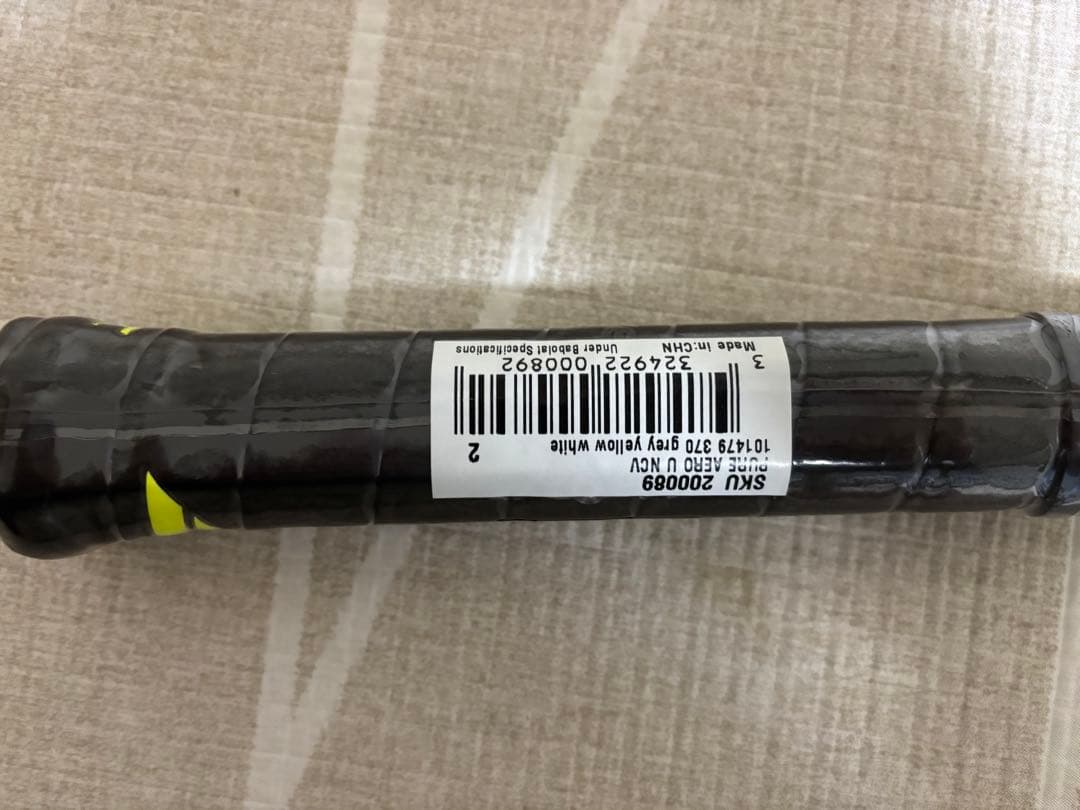 SKU 200089
PURE AERO U NCV
101479 370 grey yellow white
2
3 324922 000892
Made in:CHN Under Babolat Specifications